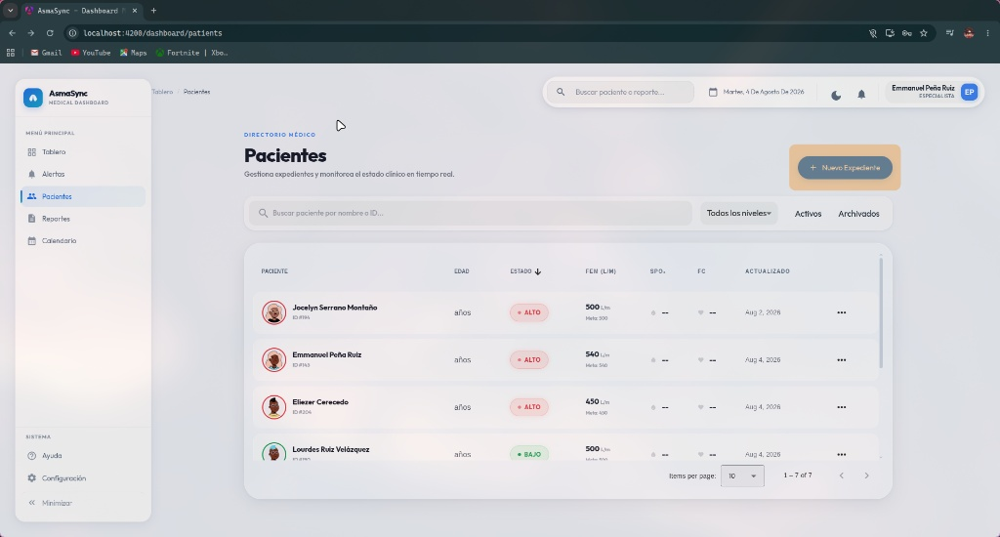 AsmaSync - Dashboard
localhost:4200/dashboard/patients
Gmail
YouTube
Maps
Fortnite | Xbo…
AsmaSync
MEDICAL DASHBOARD
Tablero / Pacientes
Buscar paciente o reporte...
Martes, 4 De Agosto De 2026
Emmanuel Peña Ruiz
ESPECIALISTA
EP
MENÚ PRINCIPAL
Tablero
Alertas
Pacientes
Reportes
Calendario
SISTEMA
Ayuda
Configuración
Minimizar
DIRECTORIO MÉDICO
Pacientes
Gestiona expedientes y monitorea el estado clínico en tiempo real.
+ Nuevo Expediente
Buscar paciente por nombre o ID...
Todos los niveles
Activos
Archivados
PACIENTE EDAD ESTADO FEM (L/M) SPO₂ FC ACTUALIZADO
Jocelyn Serrano Montaño años ALTO 500 L/m -- -- Aug 2, 2026
ID #194 Meta: 500
Emmanuel Peña Ruiz años ALTO 540 L/m -- -- Aug 4, 2026
ID #145 Meta: 540
Eliezer Cerecedo años ALTO 450 L/m -- -- Aug 4, 2026
ID #204 Meta: 450
Lourdes Ruiz Velázquez años BAJO 500 L/m -- -- Aug 4, 2026
Items per page: 10 1 – 7 of 7